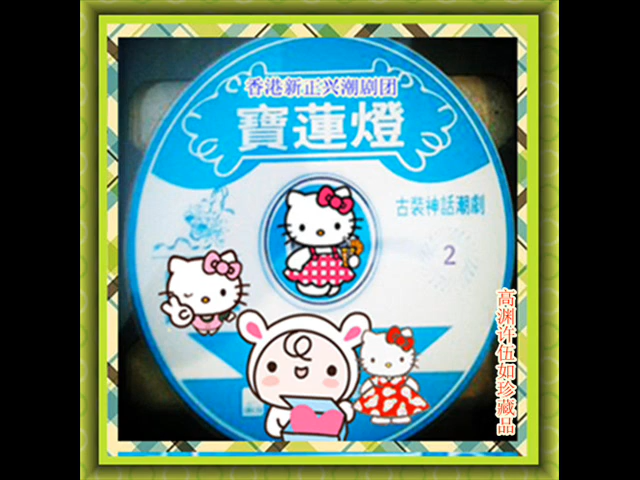 香港新正兴潮剧团
寶蓮燈
古裝神話潮劇
2
高渊许伍如珍藏品